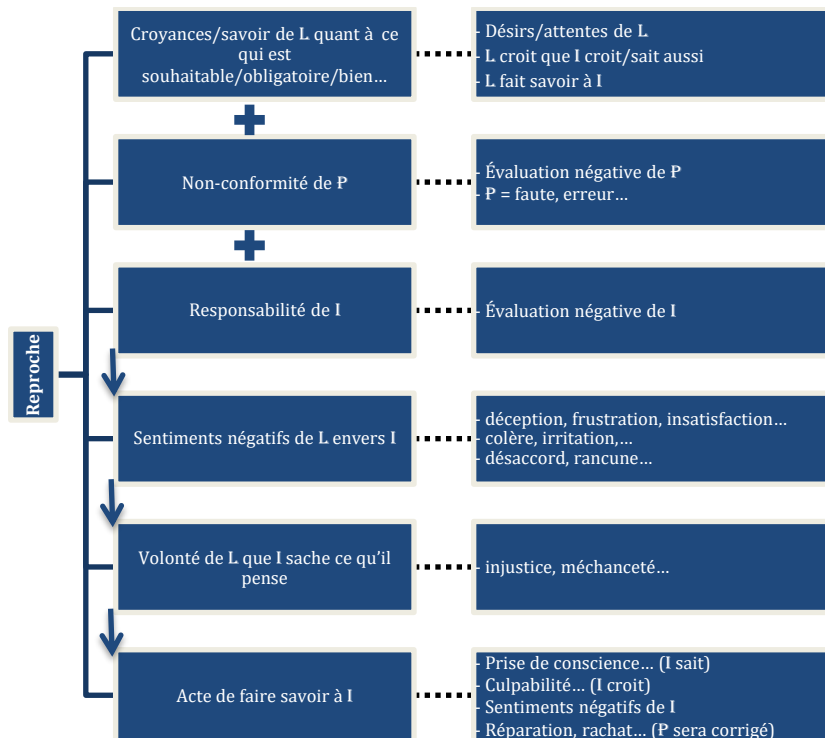 Reproche
Croyances/savoir de L quant à ce
qui est
souhaitable/obligatoire/bien…
- Désirs/attentes de L
- L croit que I croit/sait aussi
- L fait savoir à I
Non-conformité de P
- Évaluation négative de P
- P = faute, erreur…
Responsabilité de I
- Évaluation négative de I
Sentiments négatifs de L envers I
- déception, frustration, insatisfaction…
- colère, irritation,…
- désaccord, rancune…
Volonté de L que I sache ce qu'il
pense
- injustice, méchanceté…
Acte de faire savoir à I
- Prise de conscience… (I sait)
- Culpabilité… (I croit)
- Sentiments négatifs de I
- Réparation, rachat… (P sera corrigé)